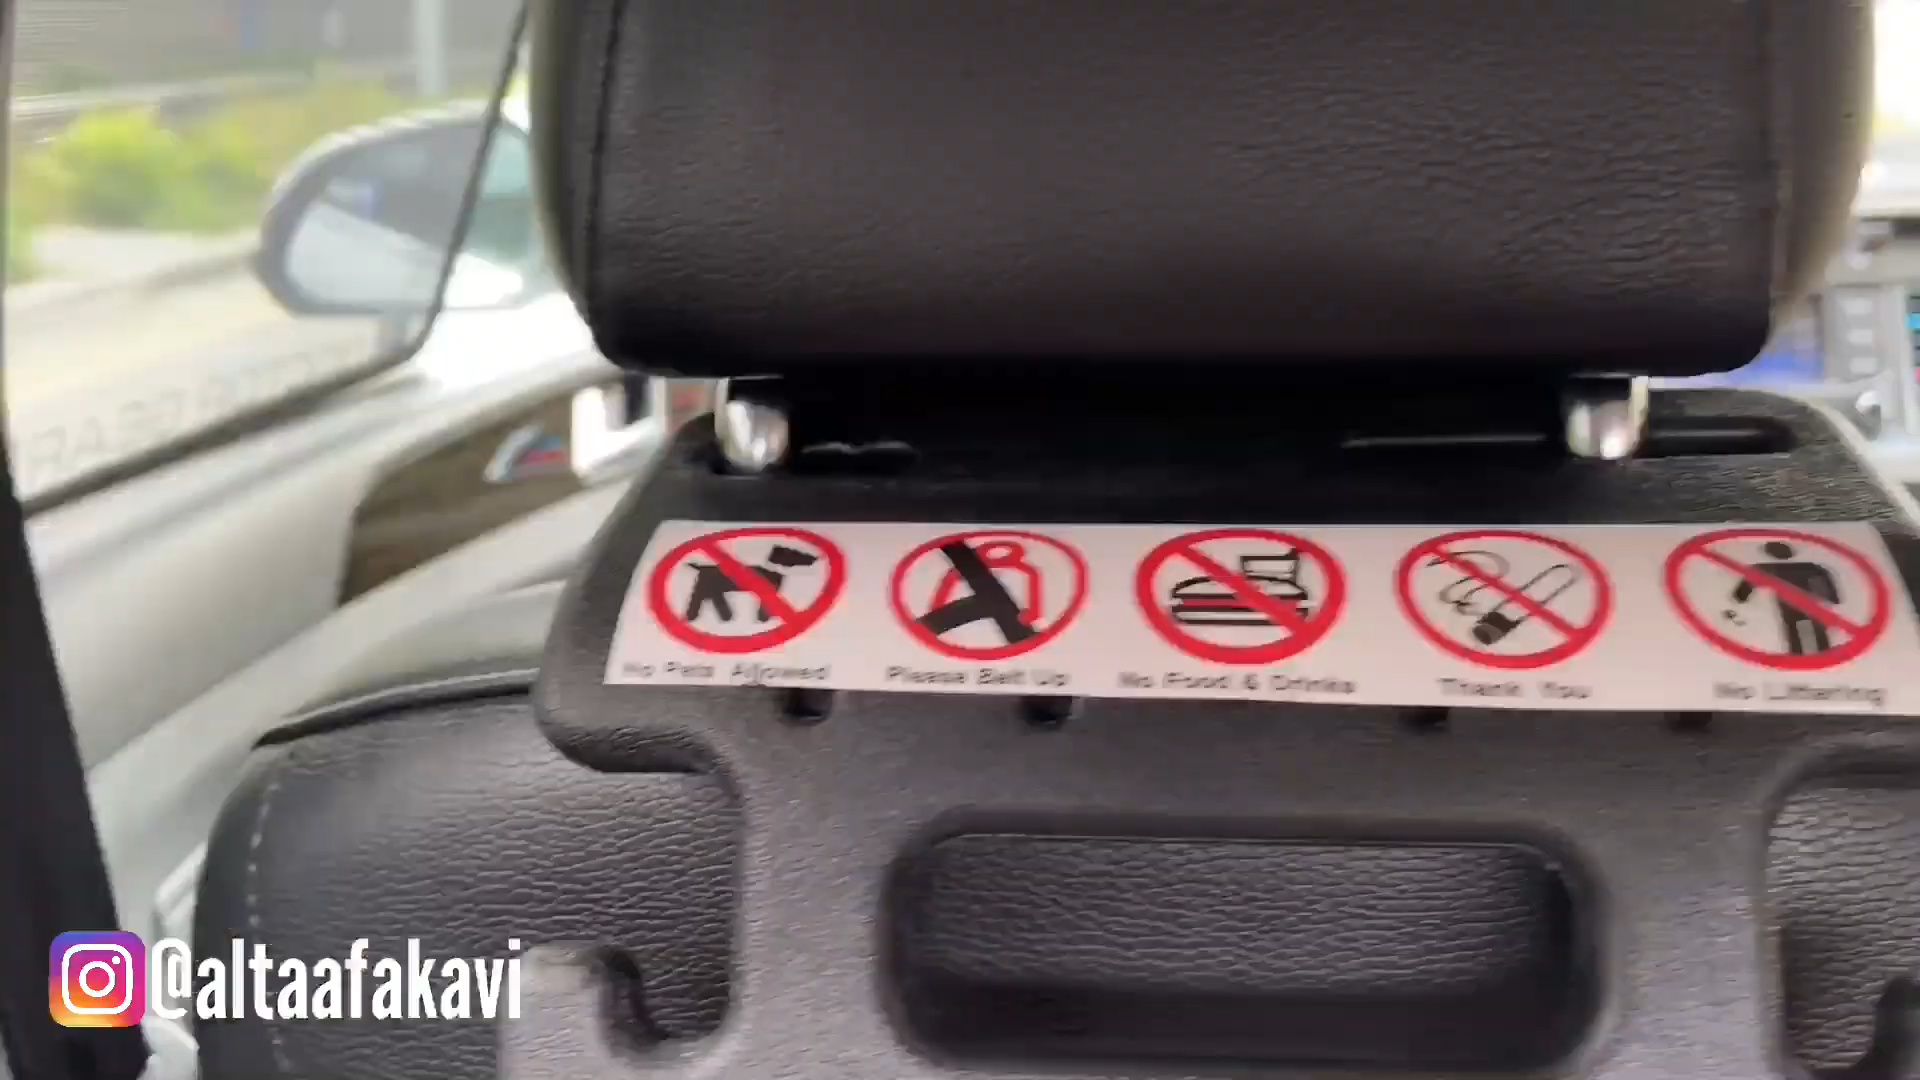 No Pets Allowed
Please Belt Up
No Food & Drinks
Thank You
No Littering
@altaafakavi